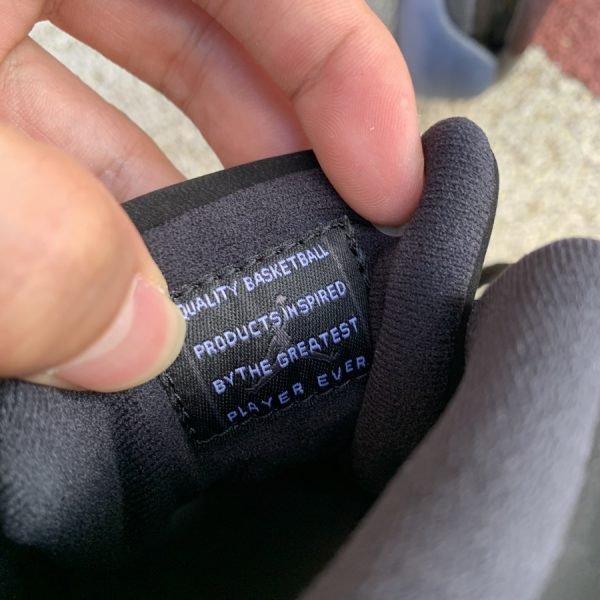 QUALITY BASKETBALL
PRODUCTS INSPIRED
BY THE GREATEST
PLAYER EVER